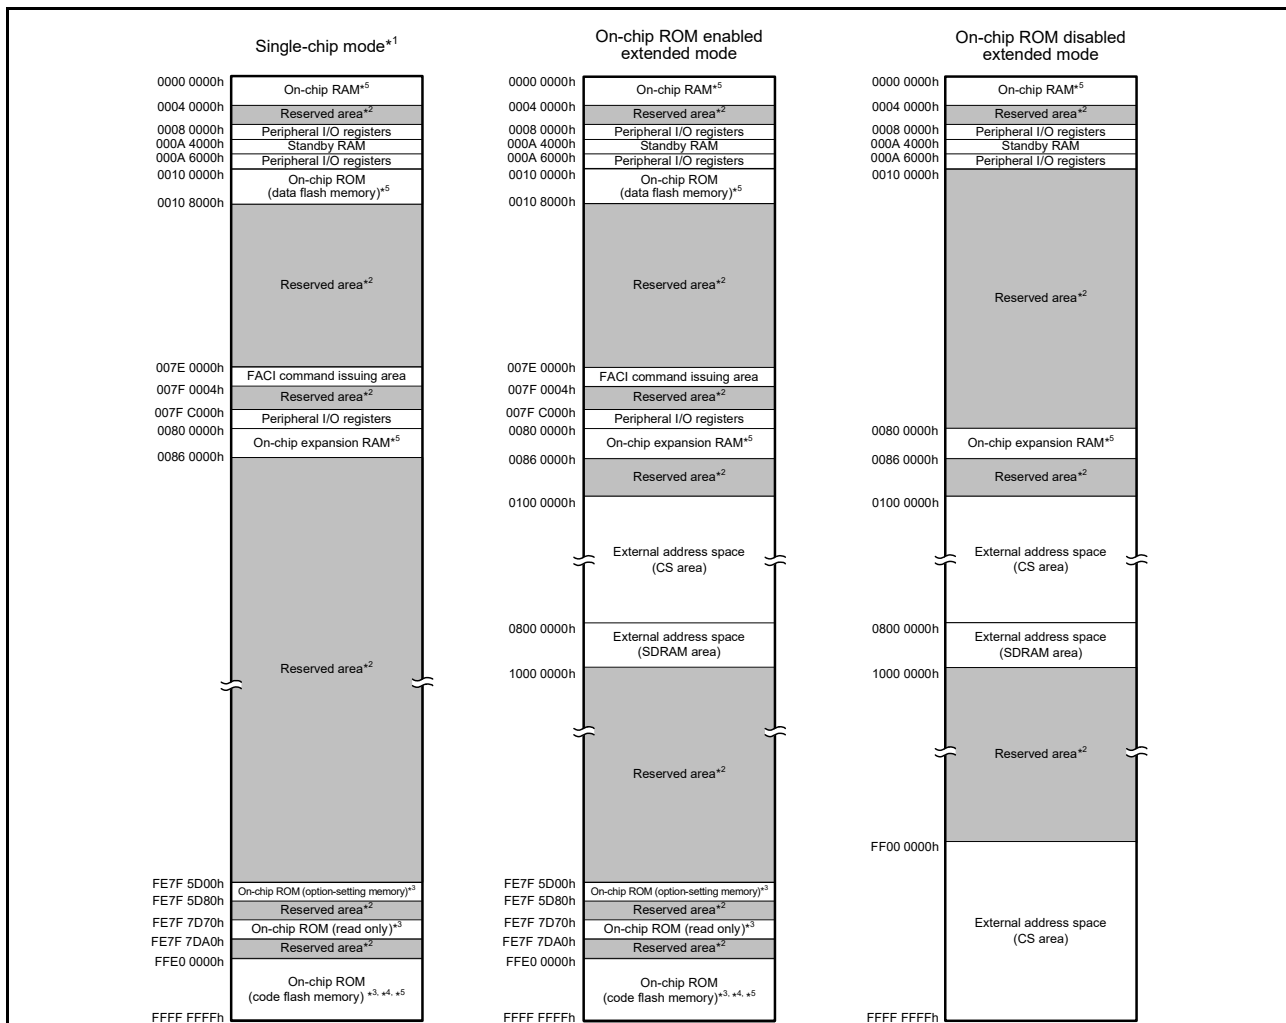 Single-chip mode*1
0000 0000h
On-chip RAM*5
0004 0000h
Reserved area*2
0008 0000h
Peripheral I/O registers
000A 4000h
Standby RAM
000A 6000h
Peripheral I/O registers
0010 0000h
On-chip ROM
(data flash memory)*5
0010 8000h
Reserved area*2
007E 0000h
FACI command issuing area
007F 0004h
Reserved area*2
007F C000h
Peripheral I/O registers
0080 0000h
On-chip expansion RAM*5
0086 0000h
Reserved area*2
FE7F 5D00h
On-chip ROM (option-setting memory)*3
FE7F 5D80h
Reserved area*2
FE7F 7D70h
On-chip ROM (read only)*3
FE7F 7DA0h
Reserved area*2
FFE0 0000h
On-chip ROM
(code flash memory) *3, *4, *5
FFFF FFFFh
On-chip ROM enabled
extended mode
0000 0000h
On-chip RAM*5
0004 0000h
Reserved area*2
0008 0000h
Peripheral I/O registers
000A 4000h
Standby RAM
000A 6000h
Peripheral I/O registers
0010 0000h
On-chip ROM
(data flash memory)*5
0010 8000h
Reserved area*2
007E 0000h
FACI command issuing area
007F 0004h
Reserved area*2
007F C000h
Peripheral I/O registers
0080 0000h
On-chip expansion RAM*5
0086 0000h
Reserved area*2
0100 0000h
External address space
(CS area)
0800 0000h
External address space
(SDRAM area)
1000 0000h
Reserved area*2
FE7F 5D00h
On-chip ROM (option-setting memory)*3
FE7F 5D80h
Reserved area*2
FE7F 7D70h
On-chip ROM (read only)*3
FE7F 7DA0h
Reserved area*2
FFE0 0000h
On-chip ROM
(code flash memory) *3, *4, *5
FFFF FFFFh
On-chip ROM disabled
extended mode
0000 0000h
On-chip RAM*5
0004 0000h
Reserved area*2
0008 0000h
Peripheral I/O registers
000A 4000h
Standby RAM
000A 6000h
Peripheral I/O registers
0010 0000h
Reserved area*2
0080 0000h
On-chip expansion RAM*5
0086 0000h
Reserved area*2
0100 0000h
External address space
(CS area)
0800 0000h
External address space
(SDRAM area)
1000 0000h
Reserved area*2
FF00 0000h
External address space
(CS area)
FFFF FFFFh